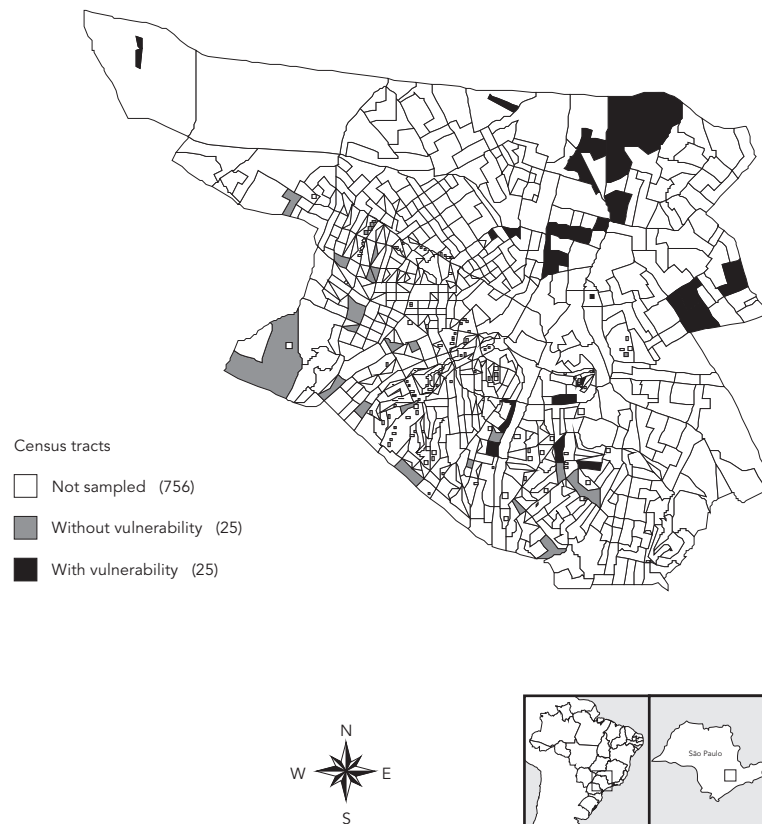 Census tracts
Not sampled (756)
Without vulnerability (25)
With vulnerability (25)
N
W E
S
São Paulo